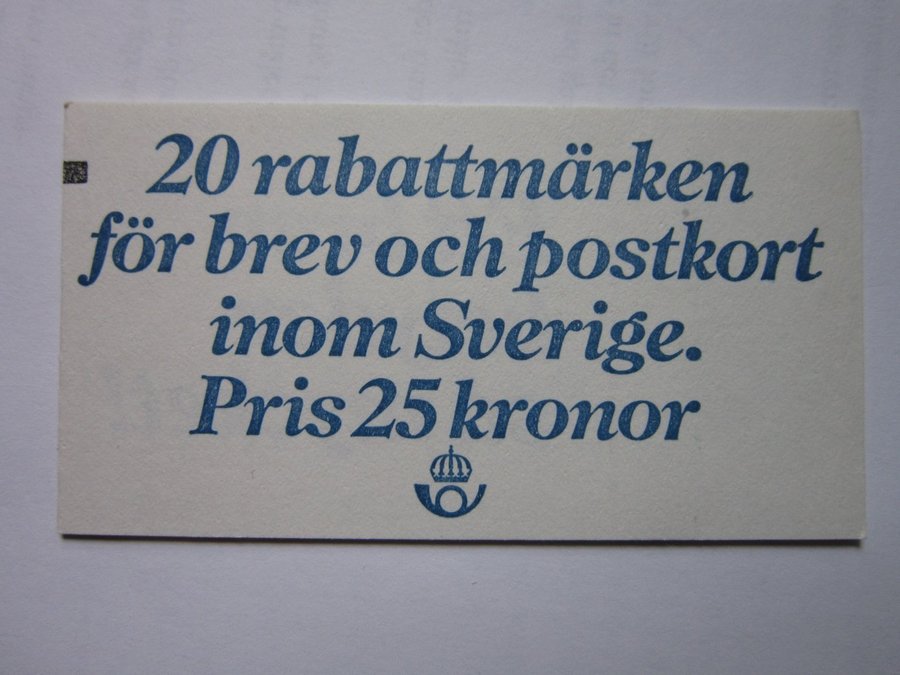 20 rabattmärken
för brev och postkort
inom Sverige.
Pris 25 kronor